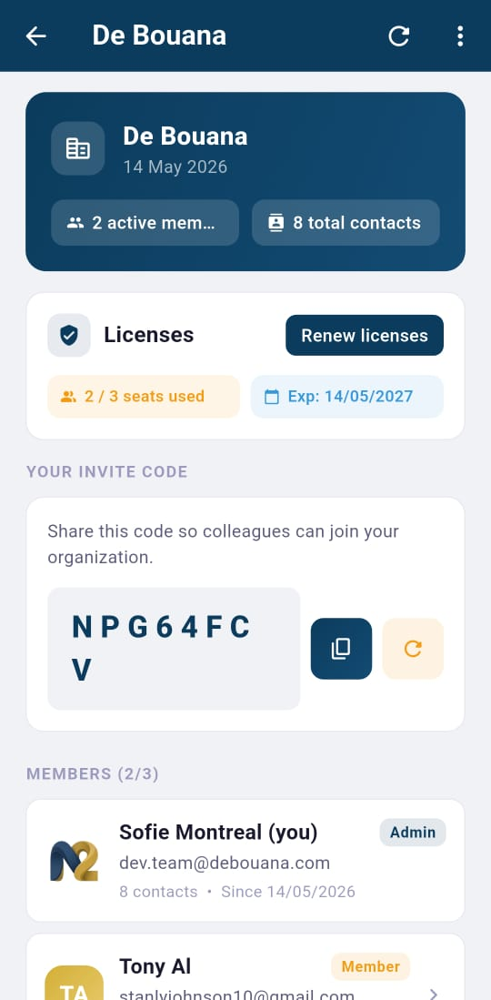 De Bouana
De Bouana
14 May 2026
2 active mem...
8 total contacts
Licenses
Renew licenses
2 / 3 seats used
Exp: 14/05/2027
YOUR INVITE CODE
Share this code so colleagues can join your
organization.
NPG64FC
V
MEMBERS (2/3)
Sofie Montreal (you)
Admin
dev.team@debouana.com
8 contacts • Since 14/05/2026
Tony Al
Member
TA
stanlyjohnson10@gmail.com